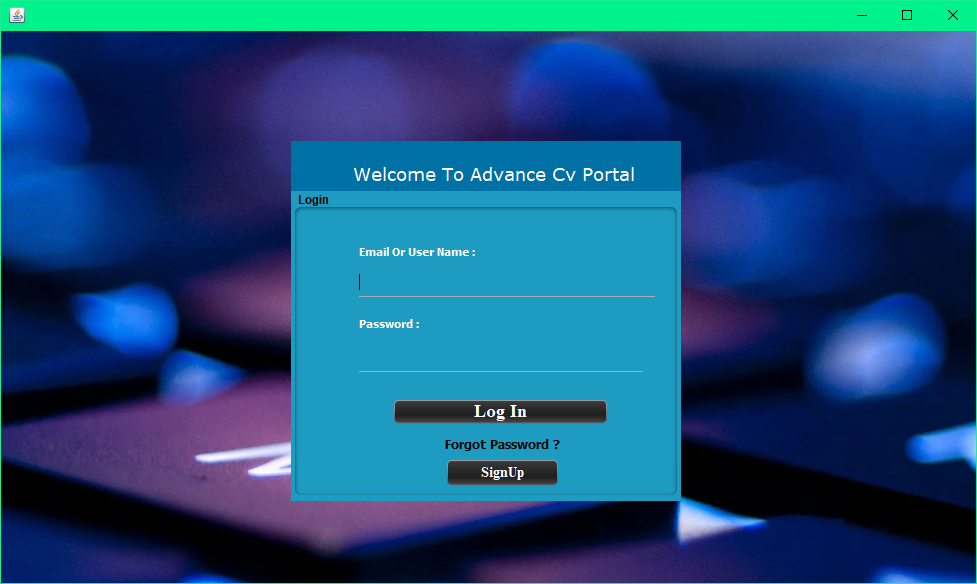 Welcome To Advance Cv Portal
Login
Email Or User Name :
Password :
Log In
Forgot Password ?
SignUp